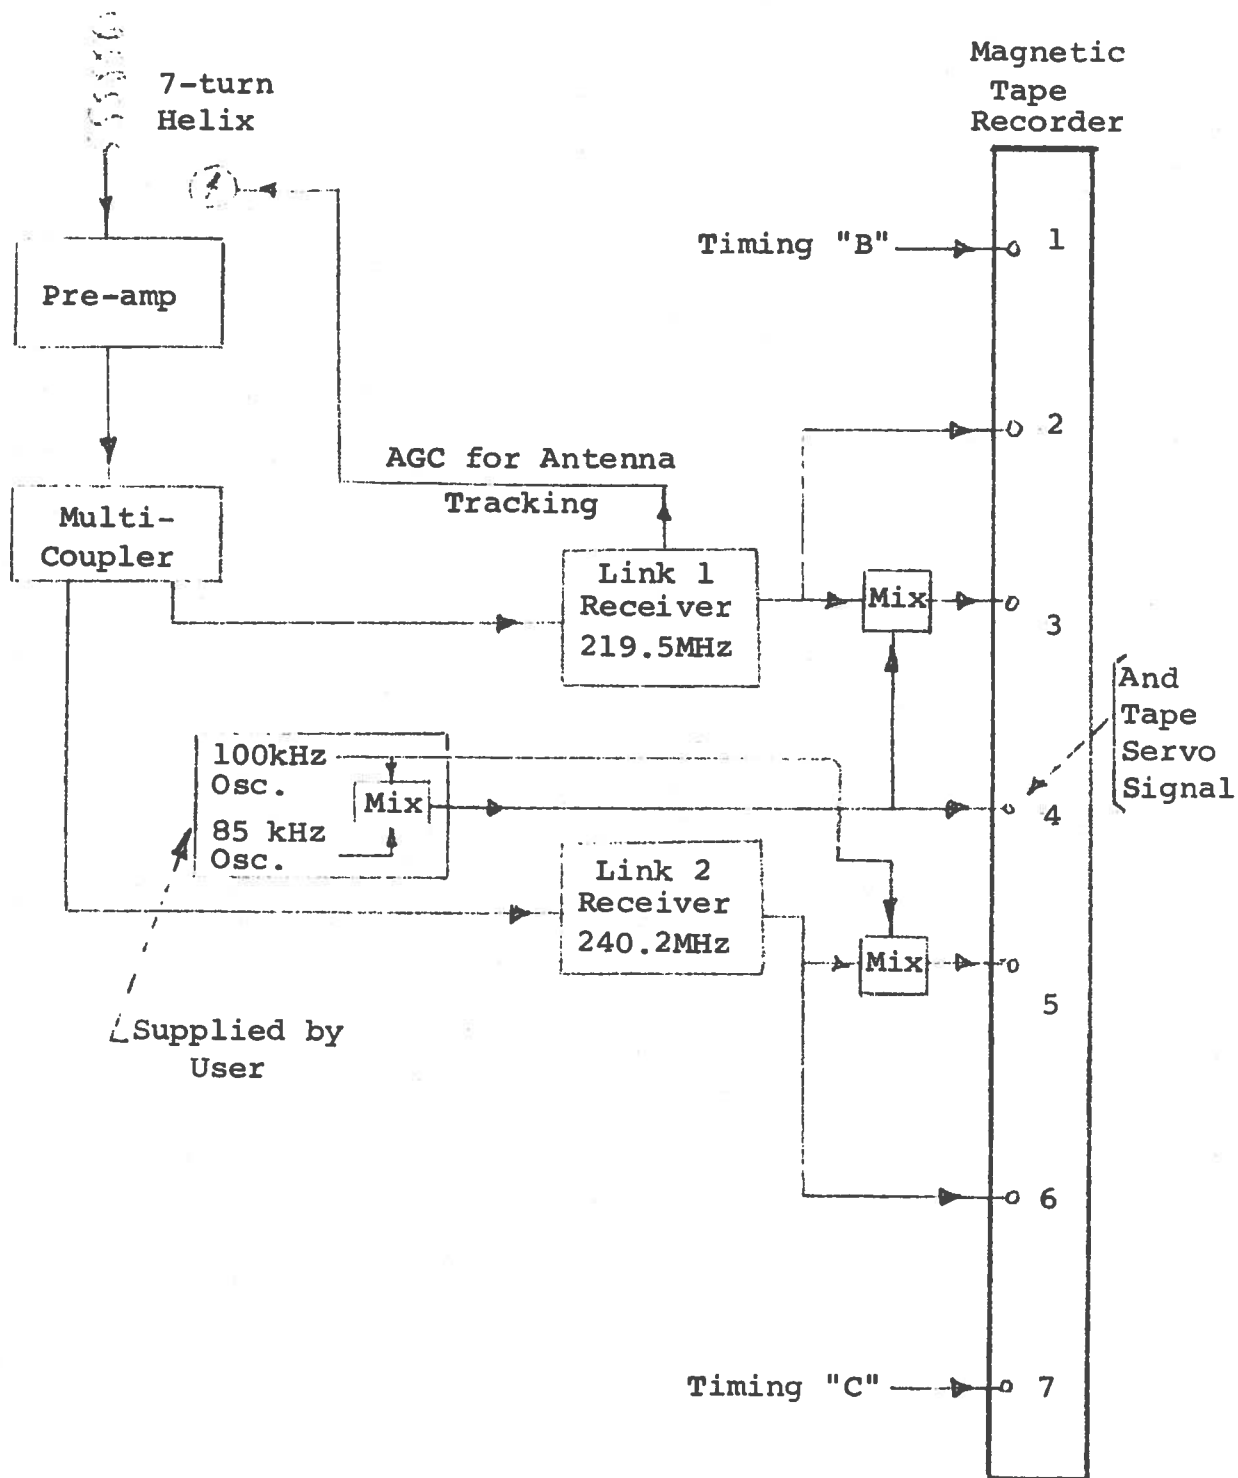 7-turn
Helix
Magnetic
Tape
Recorder
Timing "B"
1
Pre-amp
2
AGC for Antenna
Tracking
Multi-
Coupler
Link 1
Receiver
219.5MHz
Mix
3
And
Tape
Servo
Signal
100kHz
Osc.
Mix
85 kHz
Osc.
4
Link 2
Receiver
240.2MHz
Mix
5
Supplied by
User
6
Timing "C"
7